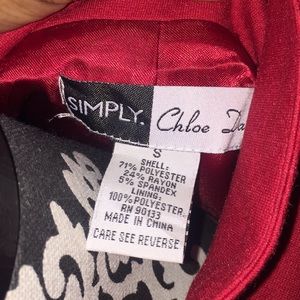 SIMPLY. Chloe Da
S
SHELL:
71% POLYESTER
24% RAYON
5% SPANDEX
LINING:
100% POLYESTER
RN 90133
MADE IN CHINA
CARE SEE REVERSE